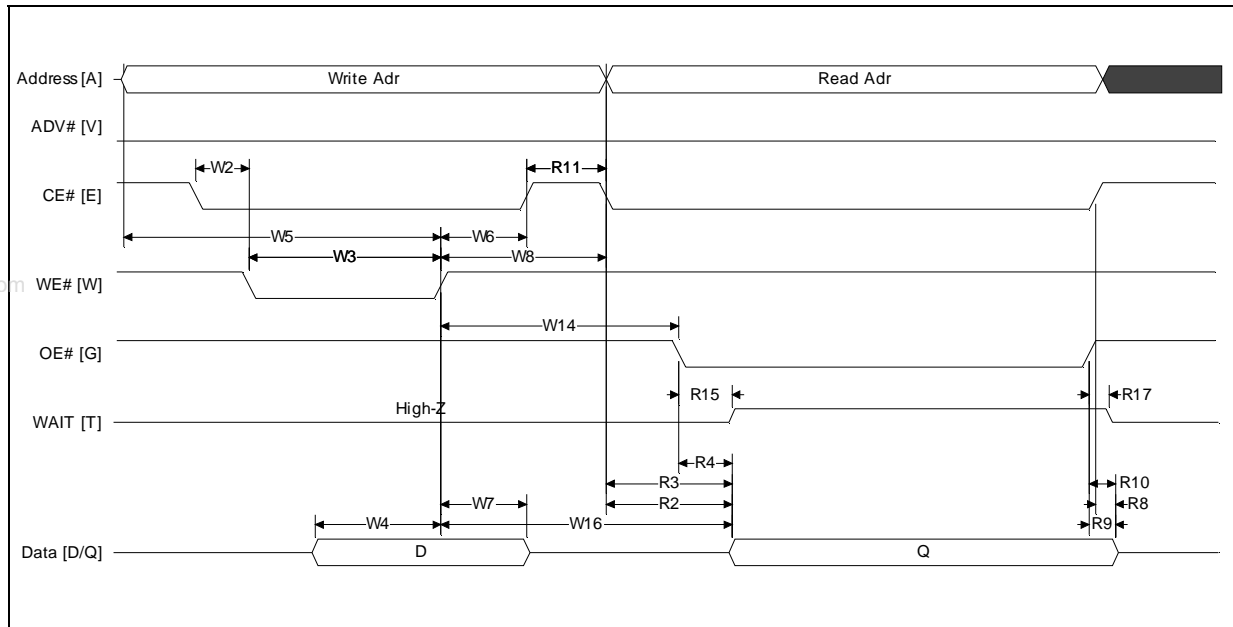 Address [A]
Write Adr
Read Adr
ADV# [V]
W2
R11
CE# [E]
W5
W6
W3
W8
om
WE# [W]
W14
OE# [G]
R15
R17
High-Z
WAIT [T]
R4
R3
R10
W7
R2
R8
W4
W16
R9
Data [D/Q]
D
Q